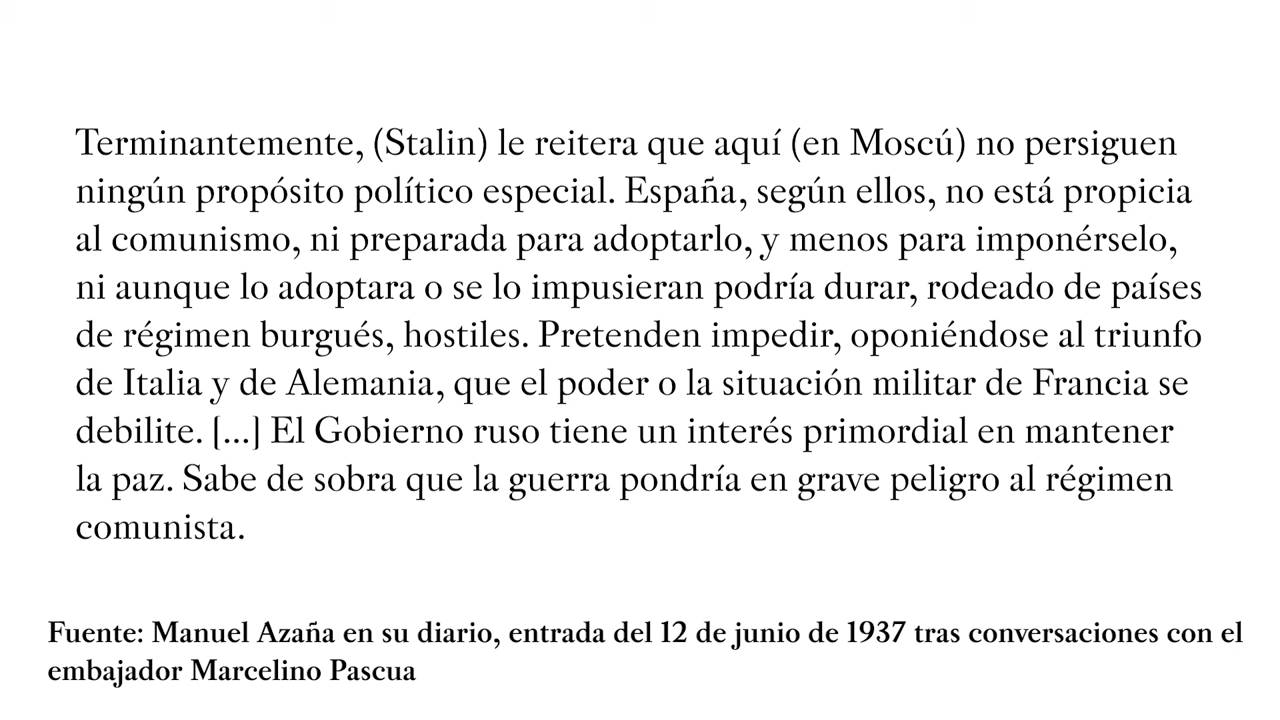 Terminantemente, (Stalin) le reitera que aquí (en Moscú) no persiguen
ningún propósito político especial. España, según ellos, no está propicia
al comunismo, ni preparada para adoptarlo, y menos para imponérselo,
ni aunque lo adoptara o se lo impusieran podría durar, rodeado de países
de régimen burgués, hostiles. Pretenden impedir, oponiéndose al triunfo
de Italia y de Alemania, que el poder o la situación militar de Francia se
debilite. [...] El Gobierno ruso tiene un interés primordial en mantener
la paz. Sabe de sobra que la guerra pondría en grave peligro al régimen
comunista.
Fuente: Manuel Azaña en su diario, entrada del 12 de junio de 1937 tras conversaciones con el
embajador Marcelino Pascua